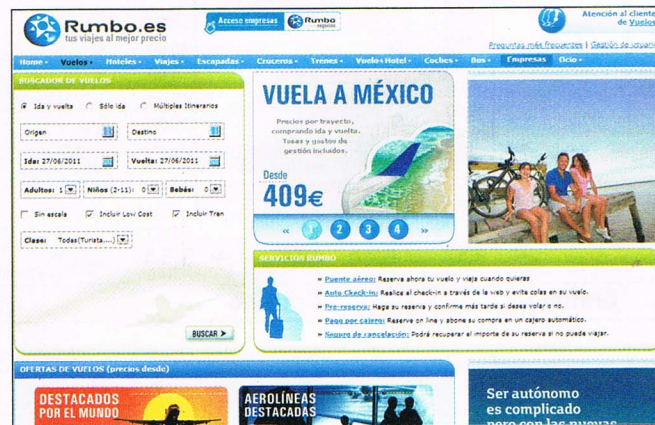 Rumbo.es
tus viajes al mejor precio
Acceso empresas Rumbo
Atención al cliente
de Vuelos
Preguntas más frecuentes | Gestión de usuario
Home Vuelos Hoteles Viajes Escapadas Cruceros Trenes Vuelo+Hotel Coches Bus Empresas Ocio
BUSCADOR DE VUELOS
Ida y vuelta Sólo ida Múltiples Itinerarios
Origen Destino
Ida: 27/06/2011 Vuelta: 27/06/2011
Adultos: 1 Niños (2-11): 0 Bebés: 0
Sin escala Incluir Low Cost Incluir Tren
Clase: Todas(Turista....)
BUSCAR >
VUELA A MÉXICO
Precios por trayecto,
comprando ida y vuelta.
Tasas y gastos de
gestión incluidos.
Desde
409€
« 1 2 3 4 »
SERVICIOS RUMBO
» Puente aéreo: Reserva ahora tu vuelo y viaja cuando quieras
» Auto Check-in: Realice el check-in a través de la web y evite colas en su vuelo.
» Pre-reserva: Haga su reserva y confirme más tarde si desea volar o no.
» Pago por cajero: Reserve on line y abone su compra en un cajero automático.
» Seguro de cancelación: Podrá recuperar el importe de su reserva si no puede viajar.
OFERTAS DE VUELOS (precios desde)
DESTACADOS
POR EL MUNDO
AEROLÍNEAS
DESTACADAS
Ser autónomo
es complicado
pero con las nuevas